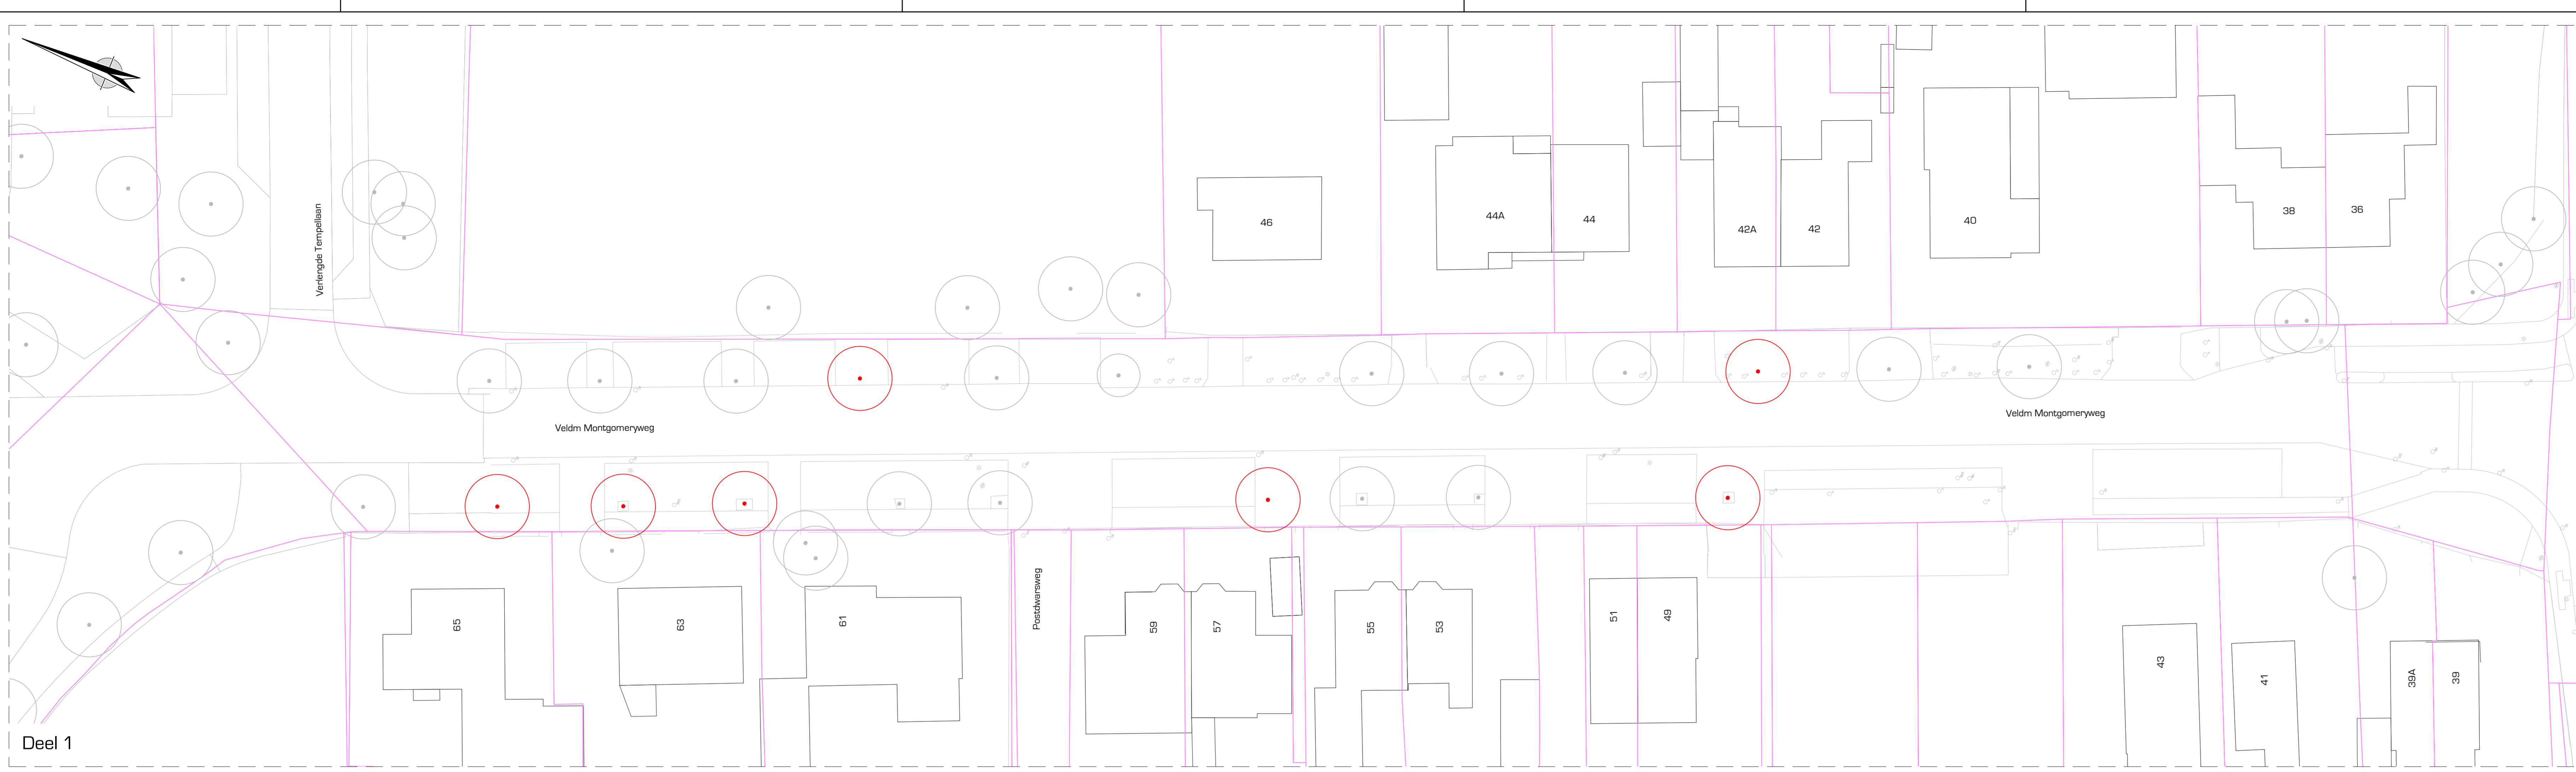 Verlengde Tempellaan
46
44A
44
42A
42
40
38
36
Veldm Montgomeryweg
Veldm Montgomeryweg
65
63
61
Postdwarsweg
59
57
55
53
51
49
43
41
39A
39
Deel 1